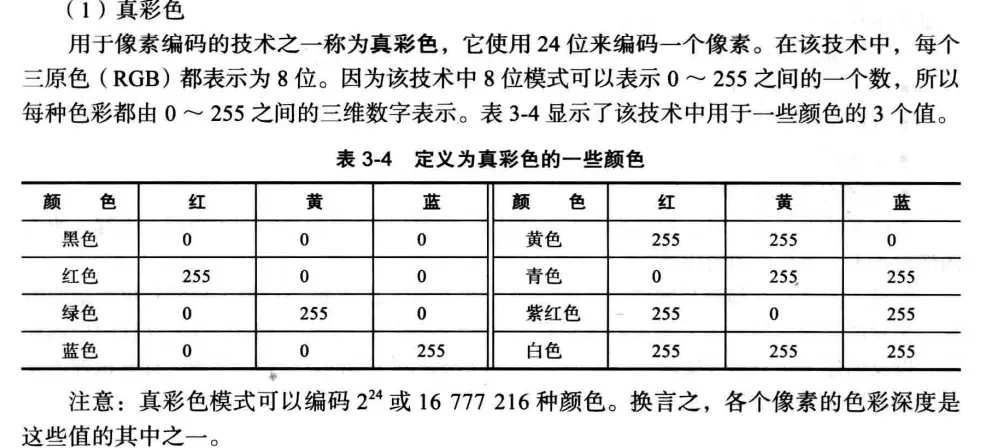 （1）真彩色
用于像素编码的技术之一称为真彩色，它使用 24 位来编码一个像素。在该技术中，每个
三原色（RGB）都表示为 8 位。因为该技术中 8 位模式可以表示 0～255 之间的一个数，所以
每种色彩都由 0～255 之间的三维数字表示。表 3-4 显示了该技术中用于一些颜色的 3 个值。
表 3-4 定义为真彩色的一些颜色
颜 色 红 黄 蓝 颜 色 红 黄 蓝
黑色 0 0 0 黄色 255 255 0
红色 255 0 0 青色 0 255 255
绿色 0 255 0 紫红色 255 0 255
蓝色 0 0 255 白色 255 255 255
注意：真彩色模式可以编码 2²⁴ 或 16 777 216 种颜色。换言之，各个像素的色彩深度是
这些值的其中之一。